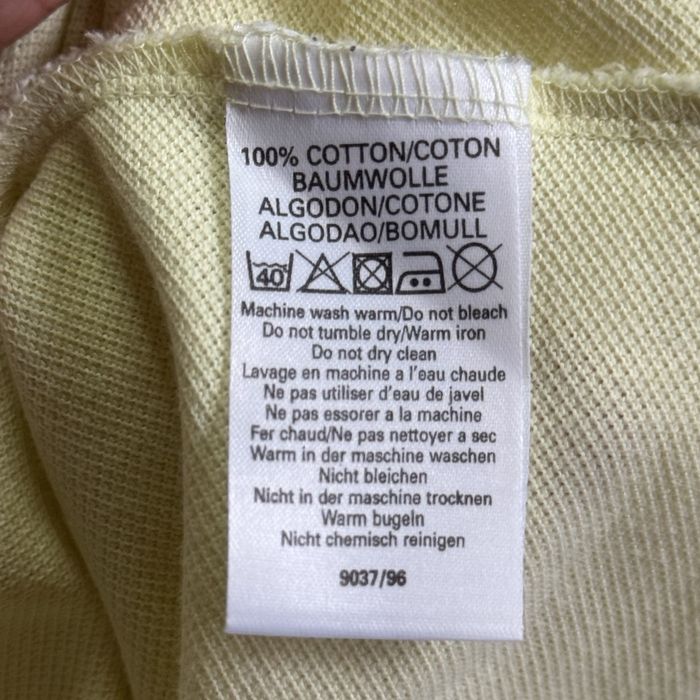 100% COTTON/COTON
BAUMWOLLE
ALGODON/COTONE
ALGODAO/BOMULL
40
Machine wash warm/Do not bleach
Do not tumble dry/Warm iron
Do not dry clean
Lavage en machine a l'eau chaude
Ne pas utiliser d'eau de javel
Ne pas essorer a la machine
Fer chaud/Ne pas nettoyer a sec
Warm in der maschine waschen
Nicht bleichen
Nicht in der maschine trocknen
Warm bugeln
Nicht chemisch reinigen
9037/96